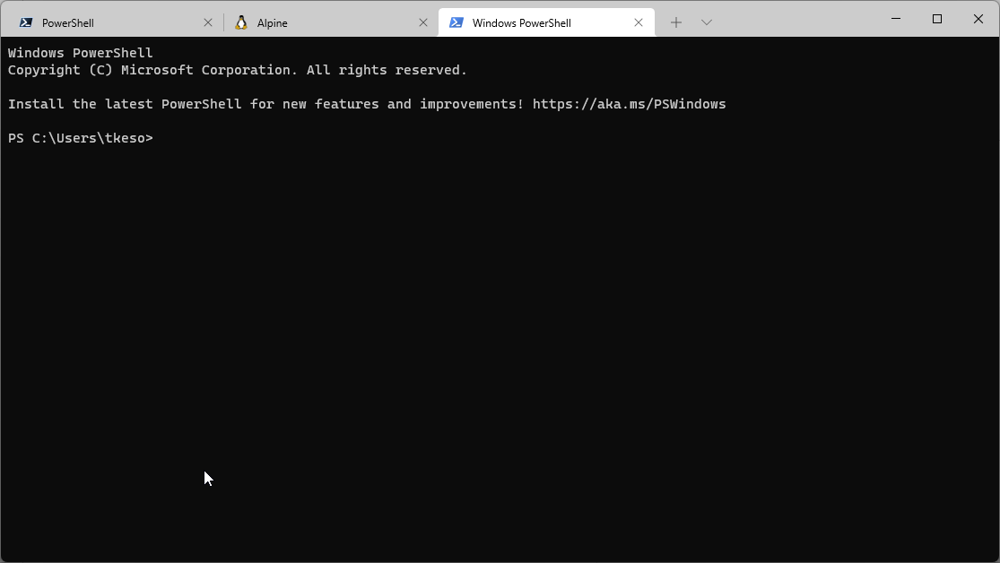 PowerShell
Alpine
Windows PowerShell
Windows PowerShell
Copyright (C) Microsoft Corporation. All rights reserved.
Install the latest PowerShell for new features and improvements! https://aka.ms/PSWindows
PS C:\Users\tkeso>